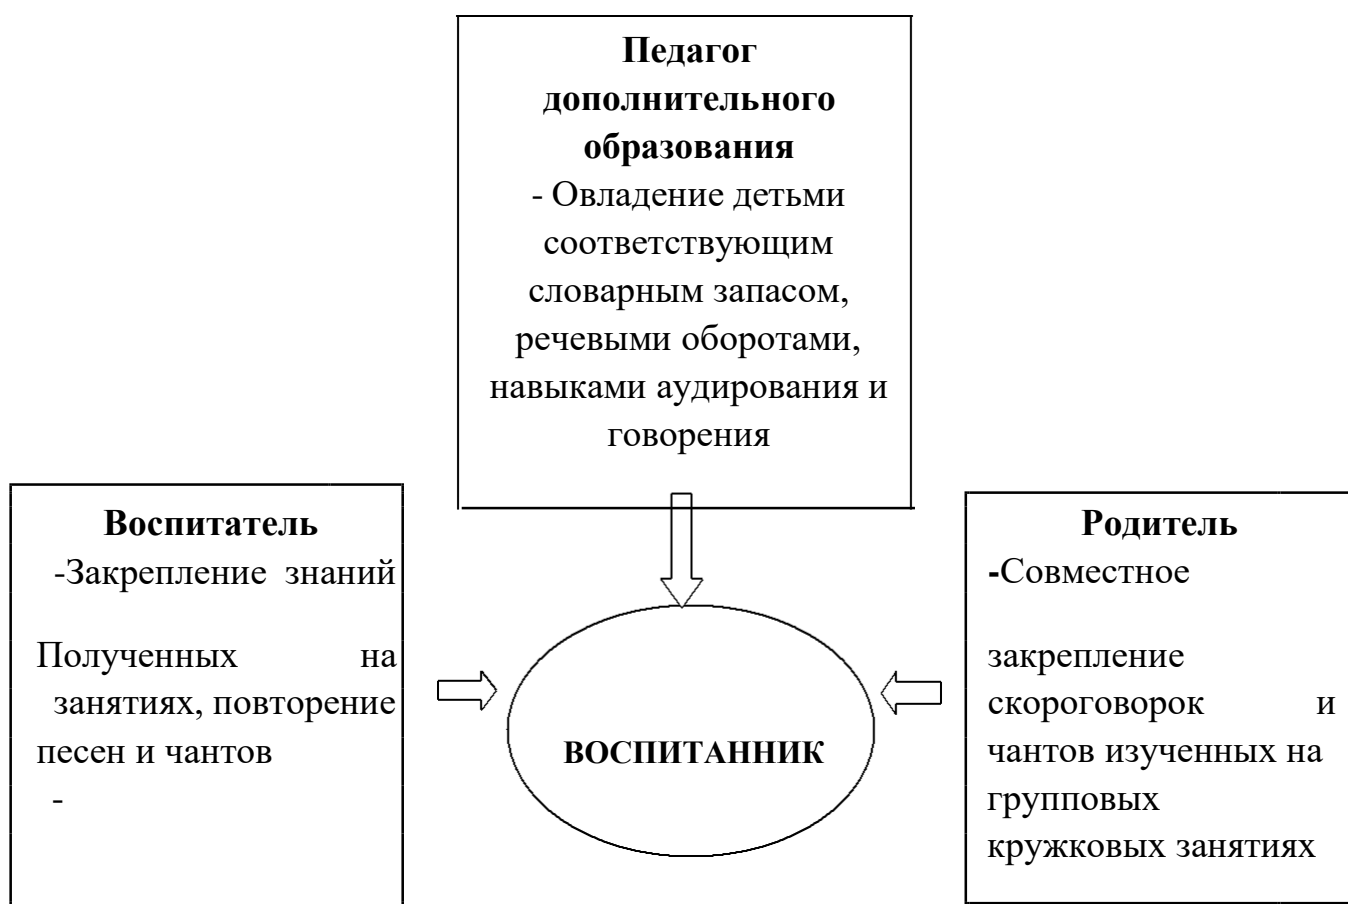 Педагог
дополнительного
образования
- Овладение детьми
соответствующим
словарным запасом,
речевыми оборотами,
навыками аудирования и
говорения
Воспитатель
-Закрепление знаний
Полученных на
занятиях, повторение
песен и чантов
-
ВОСПИТАННИК
Родитель
-Совместное
закрепление
скороговорок и
чантов изученных на
групповых
кружковых занятиях